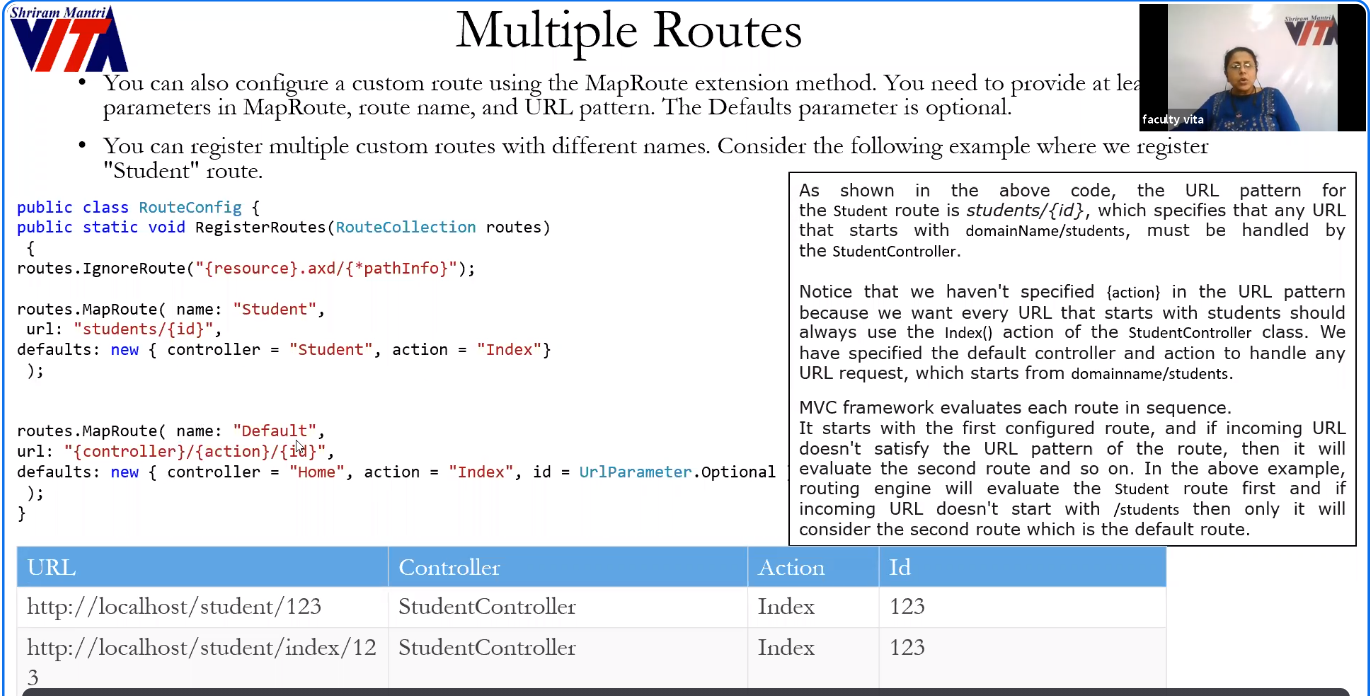 Shriram Mantri
VITA
Multiple Routes
Shriram Mantri
VITA
faculty vita
• You can also configure a custom route using the MapRoute extension method. You need to provide at
parameters in MapRoute, route name, and URL pattern. The Defaults parameter is optional.
• You can register multiple custom routes with different names. Consider the following example where we register
"Student" route.
public class RouteConfig {
public static void RegisterRoutes(RouteCollection routes)
{
routes.IgnoreRoute("{resource}.axd/{*pathInfo}");
routes.MapRoute( name: "Student",
url: "students/{id}",
defaults: new { controller = "Student", action = "Index"}
);
routes.MapRoute( name: "Default",
url: "{controller}/{action}/{id}",
defaults: new { controller = "Home", action = "Index", id = UrlParameter.Optional
);
}
As shown in the above code, the URL pattern for
the Student route is students/{id}, which specifies that any URL
that starts with domainName/students, must be handled by
the StudentController.
Notice that we haven't specified {action} in the URL pattern
because we want every URL that starts with students should
always use the Index() action of the StudentController class. We
have specified the default controller and action to handle any
URL request, which starts from domainname/students.
MVC framework evaluates each route in sequence.
It starts with the first configured route, and if incoming URL
doesn't satisfy the URL pattern of the route, then it will
evaluate the second route and so on. In the above example,
routing engine will evaluate the Student route first and if
incoming URL doesn't start with /students then only it will
consider the second route which is the default route.
URL Controller Action Id
http://localhost/student/123 StudentController Index 123
http://localhost/student/index/12 StudentController Index 123
3